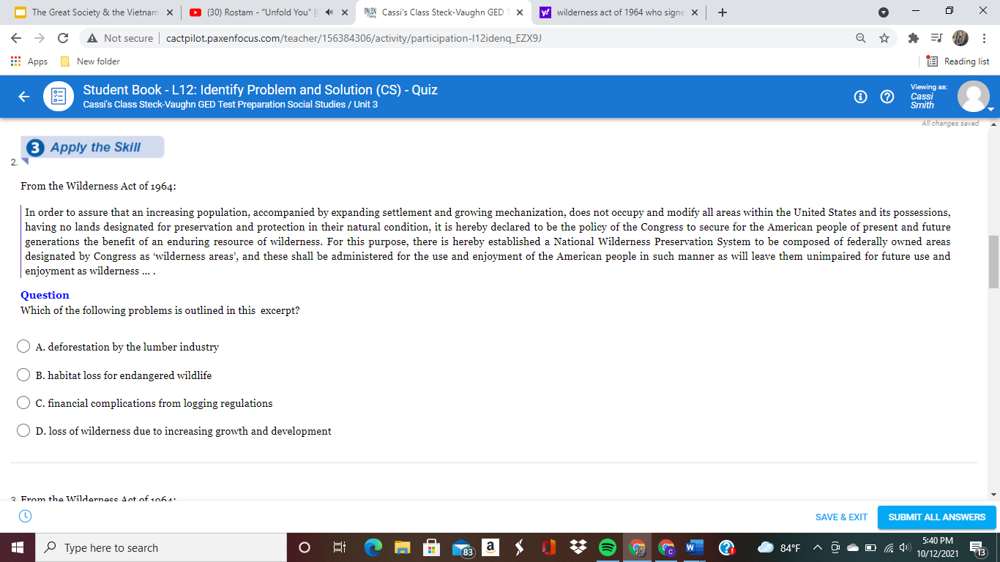 The Great Society & the Vietnam
(30) Rostam - "Unfold You" [
Cassi's Class Steck-Vaughn GED T
wilderness act of 1964 who signe
Not secure | cactpilot.paxenfocus.com/teacher/156384306/activity/participation-l12idenq_EZX9J
Apps
New folder
Reading list
Student Book - L12: Identify Problem and Solution (CS) - Quiz
Cassi's Class Steck-Vaughn GED Test Preparation Social Studies / Unit 3
Viewing as:
Cassi
Smith
All changes saved
3 Apply the Skill
2.
From the Wilderness Act of 1964:
In order to assure that an increasing population, accompanied by expanding settlement and growing mechanization, does not occupy and modify all areas within the United States and its possessions,
having no lands designated for preservation and protection in their natural condition, it is hereby declared to be the policy of the Congress to secure for the American people of present and future
generations the benefit of an enduring resource of wilderness. For this purpose, there is hereby established a National Wilderness Preservation System to be composed of federally owned areas
designated by Congress as ‘wilderness areas’, and these shall be administered for the use and enjoyment of the American people in such manner as will leave them unimpaired for future use and
enjoyment as wilderness ... .
Question
Which of the following problems is outlined in this excerpt?
A. deforestation by the lumber industry
B. habitat loss for endangered wildlife
C. financial complications from logging regulations
D. loss of wilderness due to increasing growth and development
3. From the Wilderness Act of 1964:
SAVE & EXIT
SUBMIT ALL ANSWERS
Type here to search
83
84°F
5:40 PM
10/12/2021
13